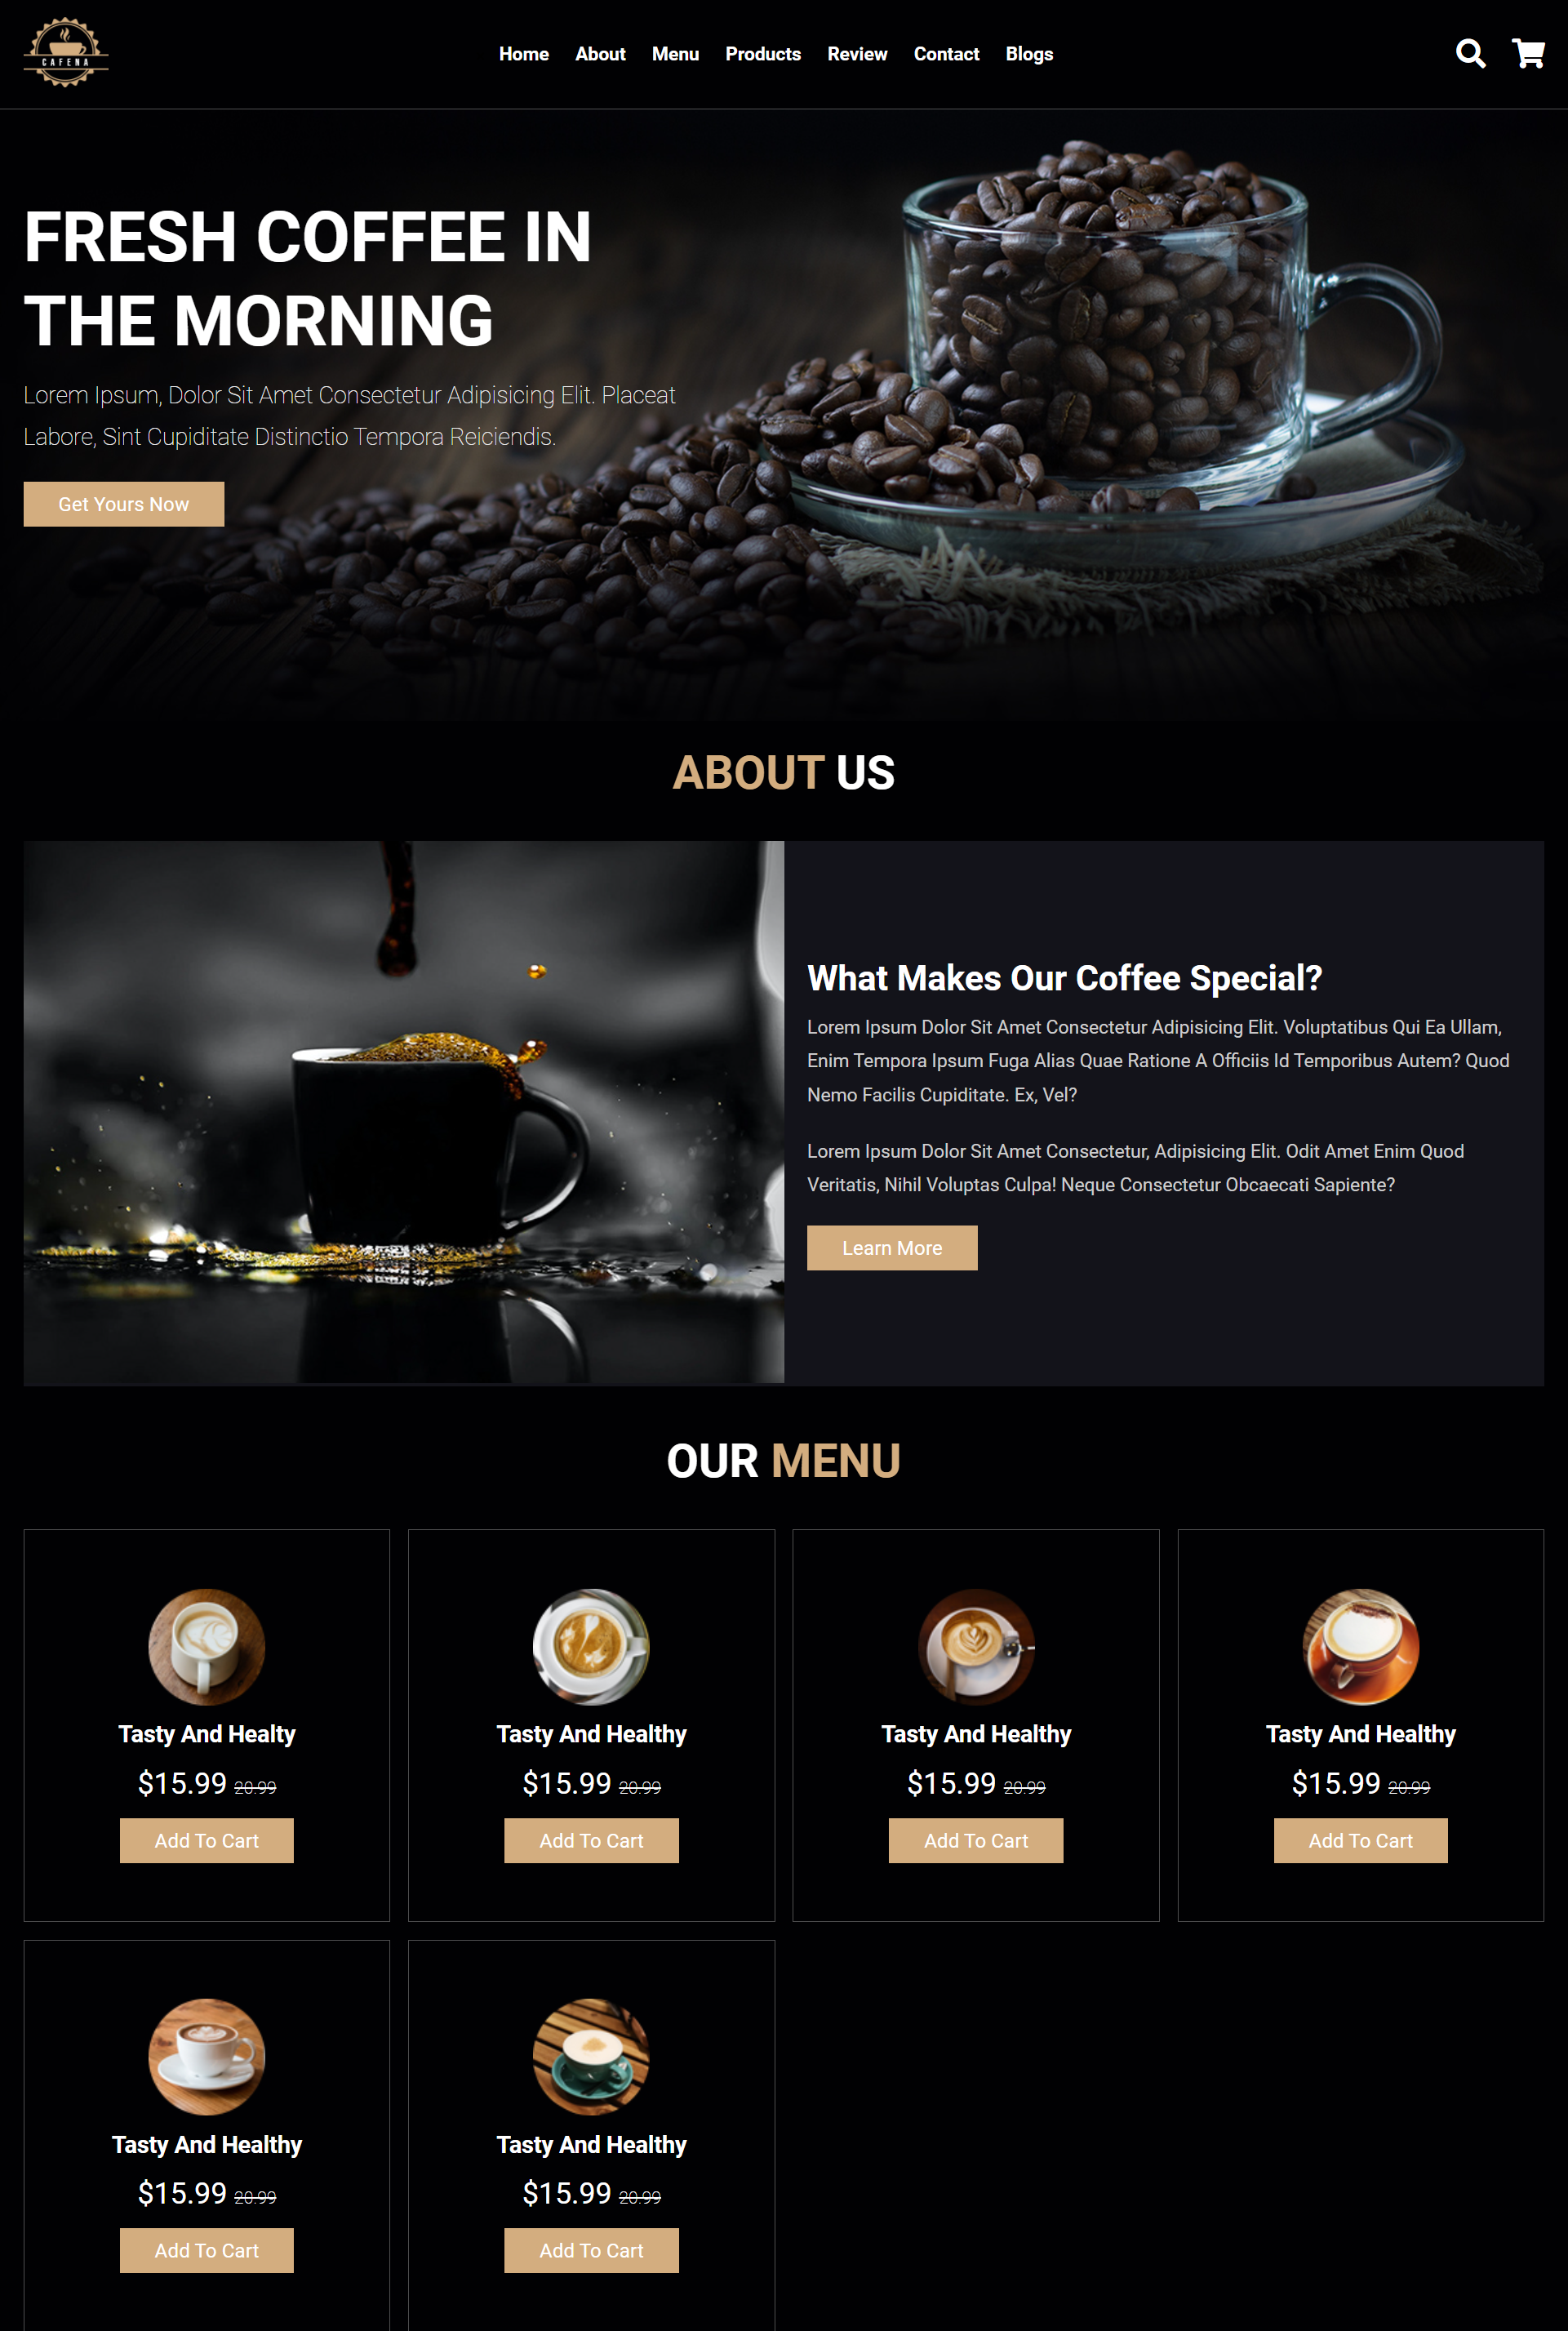 CAFENA
Home About Menu Products Review Contact Blogs
FRESH COFFEE IN
THE MORNING
Lorem Ipsum, Dolor Sit Amet Consectetur Adipisicing Elit. Placeat
Labore, Sint Cupiditate Distinctio Tempora Reiciendis.
Get Yours Now
ABOUT US
What Makes Our Coffee Special?
Lorem Ipsum Dolor Sit Amet Consectetur Adipisicing Elit. Voluptatibus Qui Ea Ullam,
Enim Tempora Ipsum Fuga Alias Quae Ratione A Officiis Id Temporibus Autem? Quod
Nemo Facilis Cupiditate. Ex, Vel?
Lorem Ipsum Dolor Sit Amet Consectetur, Adipisicing Elit. Odit Amet Enim Quod
Veritatis, Nihil Voluptas Culpa! Neque Consectetur Obcaecati Sapiente?
Learn More
OUR MENU
Tasty And Healty
$15.99 20.99
Add To Cart
Tasty And Healthy
$15.99 20.99
Add To Cart
Tasty And Healthy
$15.99 20.99
Add To Cart
Tasty And Healthy
$15.99 20.99
Add To Cart
Tasty And Healthy
$15.99 20.99
Add To Cart
Tasty And Healthy
$15.99 20.99
Add To Cart